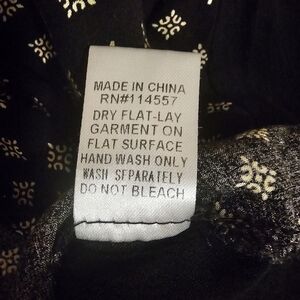 MADE IN CHINA
RN#114557
DRY FLAT-LAY
GARMENT ON
FLAT SURFACE
HAND WASH ONLY
WASH SEPARATELY
DO NOT BLEACH